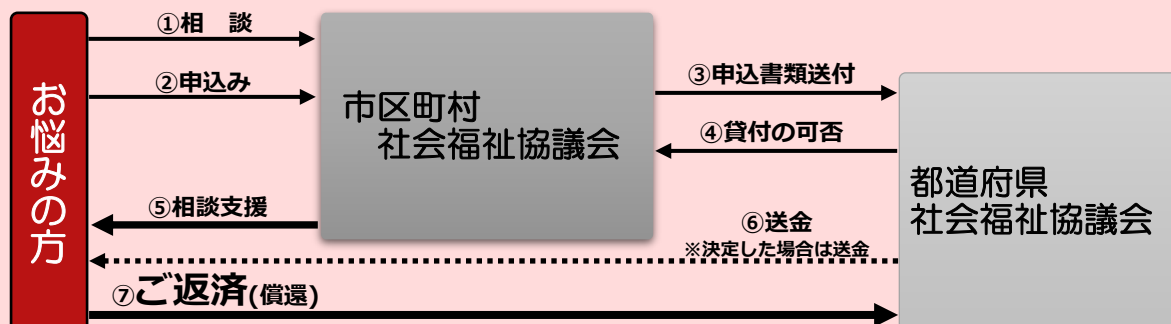 お悩みの方
①相　談
②申込み
市区町村
社会福祉協議会
③申込書類送付
④貸付の可否
都道府県
社会福祉協議会
⑤相談支援
⑥送金
※決定した場合は送金
⑦ご返済(償還)